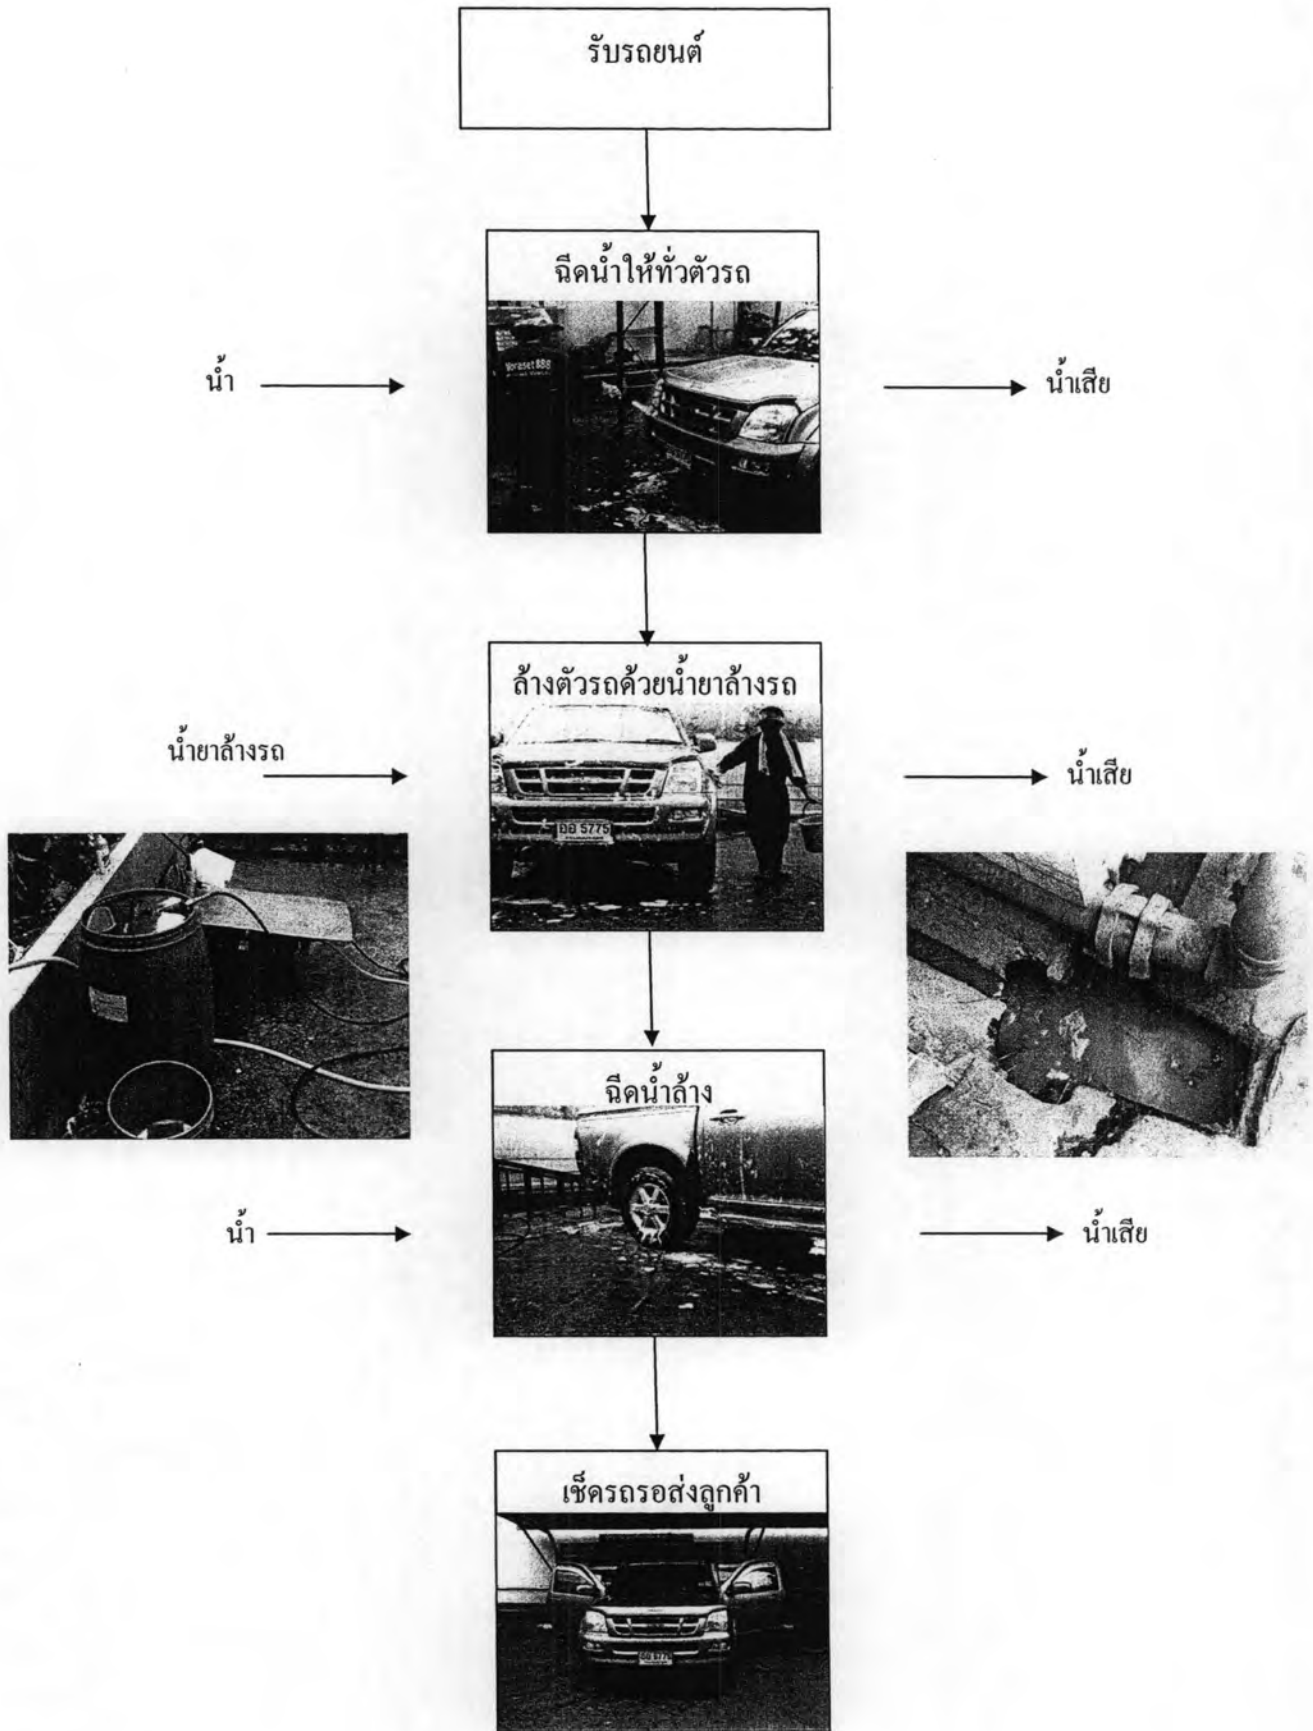 รับรถยนต์
ฉีดน้ำให้ทั่วตัวรถ
Voraset 888
น้ำ
น้ำเสีย
ล้างตัวรถด้วยน้ำยาล้างรถ
น้ำยาล้างรถ
น้ำเสีย
5775
ฉีดน้ำล้าง
น้ำ
น้ำเสีย
เช็ครถรอส่งลูกค้า